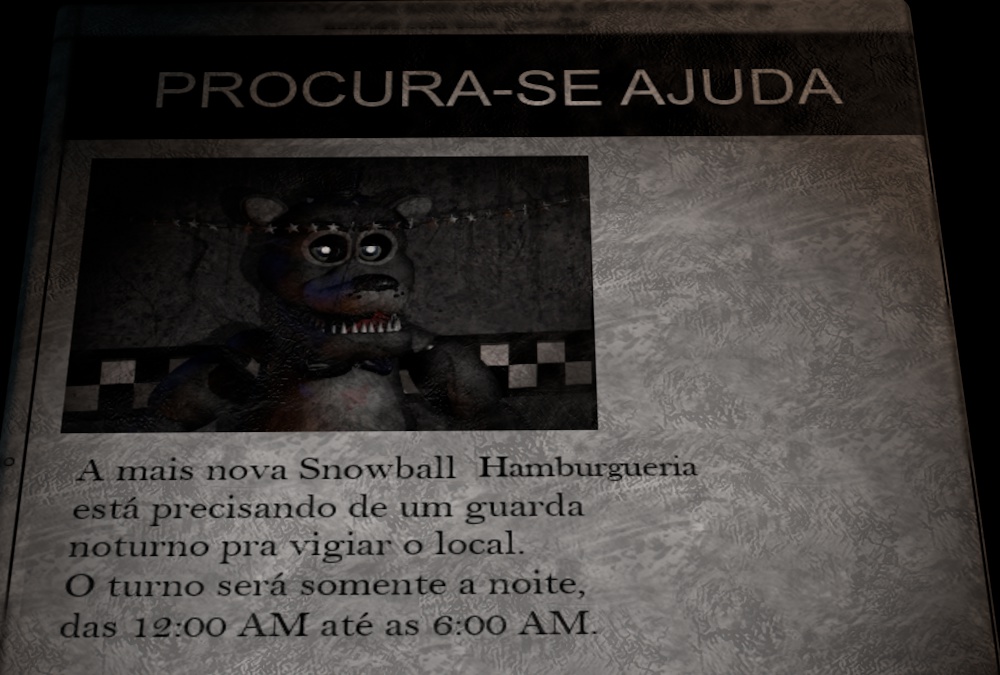 PROCURA-SE AJUDA
A mais nova Snowball Hamburgueria
está precisando de um guarda
noturno pra vigiar o local.
O turno será somente a noite,
das 12:00 AM até as 6:00 AM.